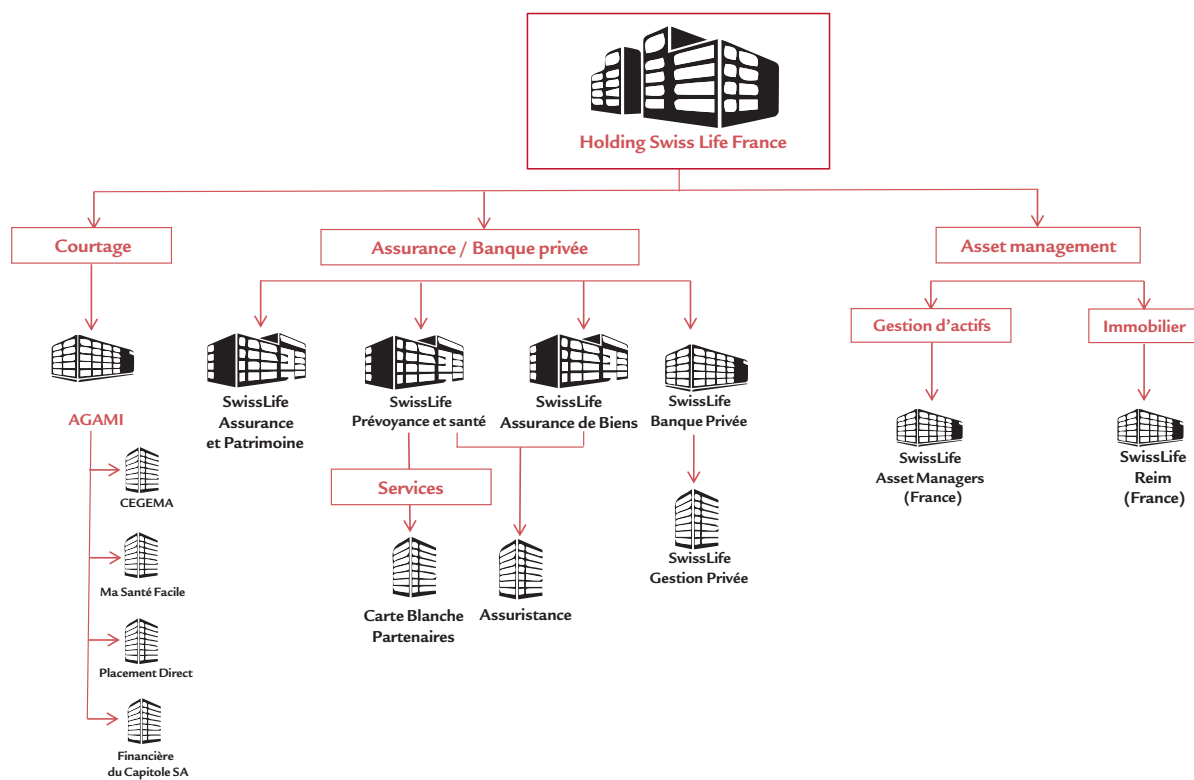 Holding Swiss Life France
Courtage
Assurance / Banque privée
Asset management
Gestion d'actifs
Immobilier
AGAMI
SwissLife
Assurance
et Patrimoine
SwissLife
Prévoyance et santé
SwissLife
Assurance de Biens
SwissLife
Banque Privée
SwissLife
Asset Managers
(France)
SwissLife
Reim
(France)
Services
CEGEMA
Ma Santé Facile
Placement Direct
Financière
du Capitole SA
Carte Blanche
Partenaires
Assuristance
SwissLife
Gestion Privée